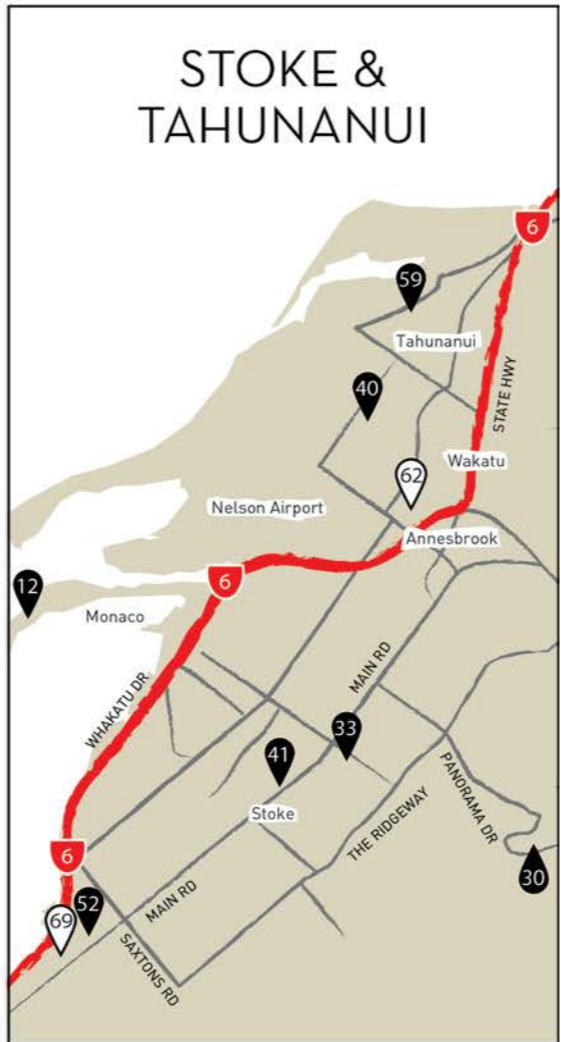 STOKE &
TAHUNANUI
6
59
Tahunanui
40
STATE HWY
Wakatu
62
Nelson Airport
Annesbrook
6
12
Monaco
MAIN RD
WHAKATU DR
33
41
PANORAMA DR
Stoke
THE RIDGEWAY
6
30
MAIN RD
52
69
SAXTONS RD